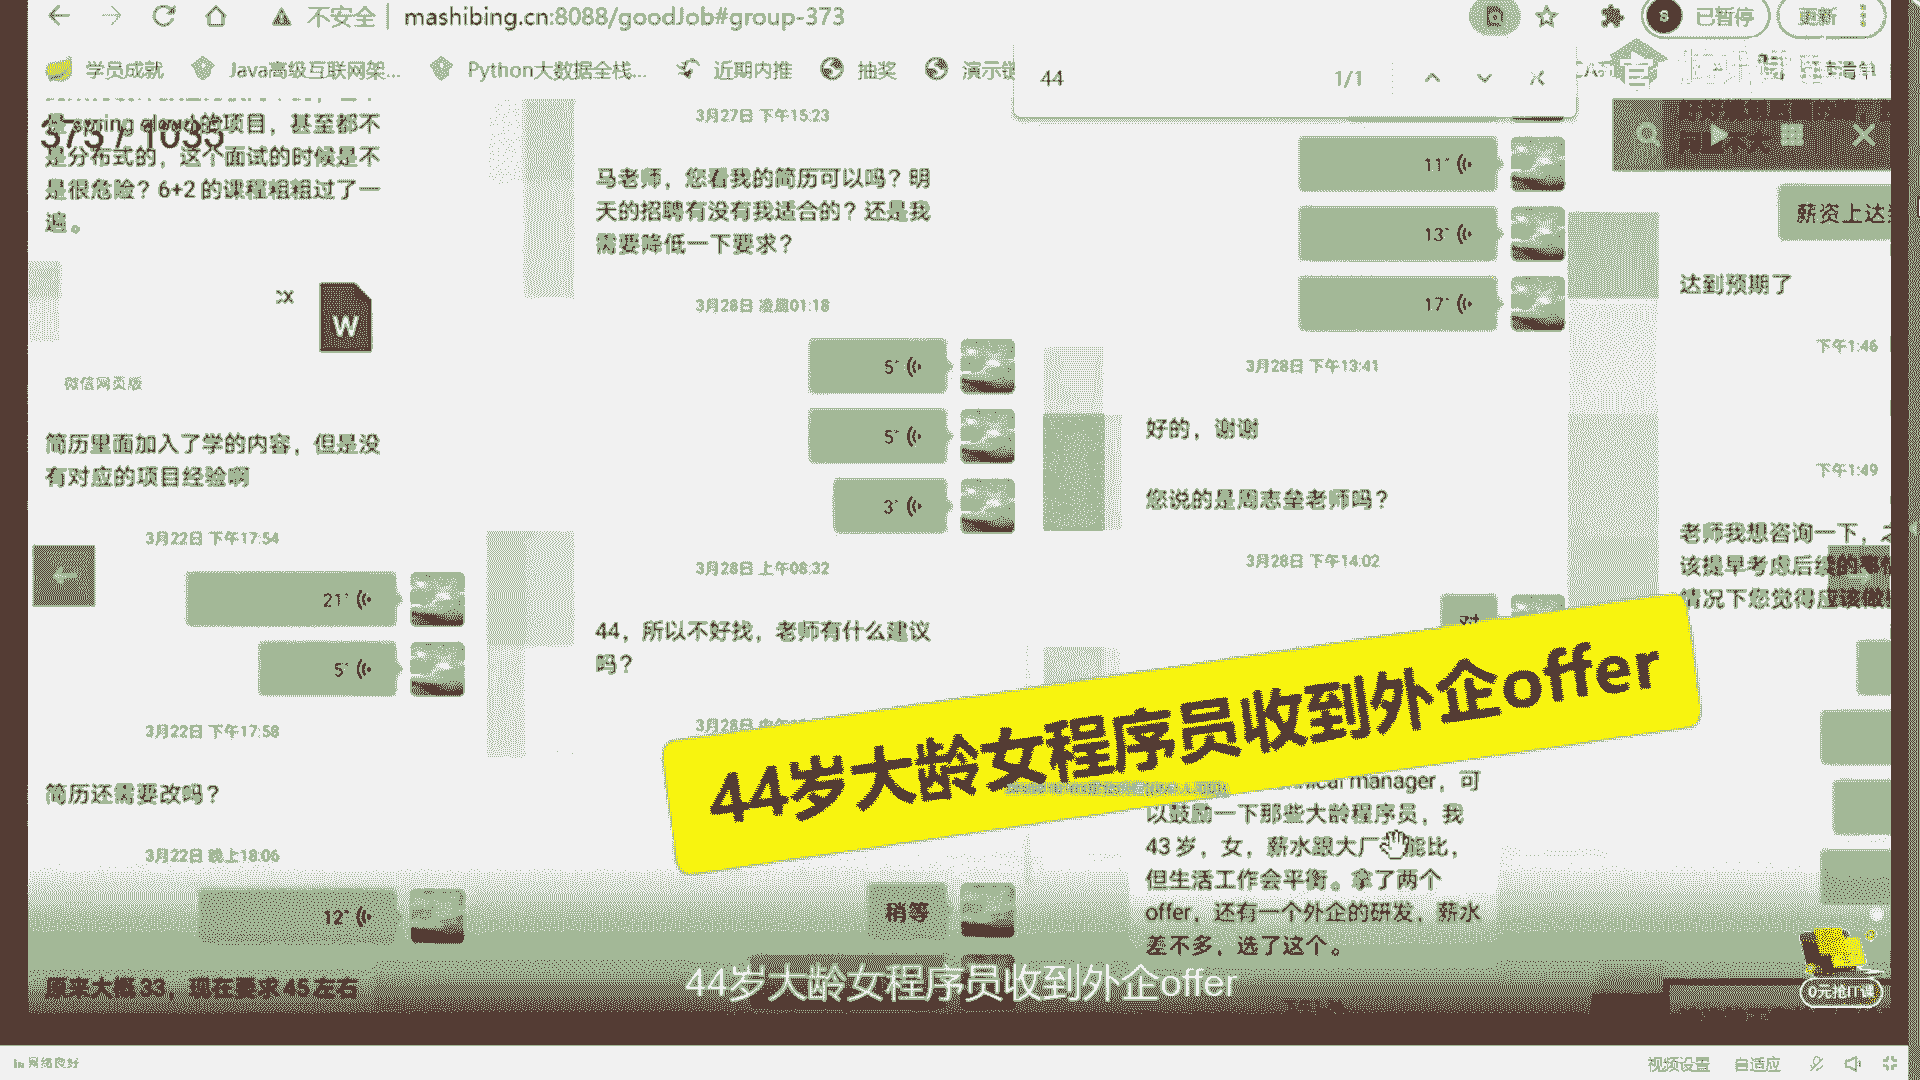 不安全
mashibing.cn:8088/goodJob#group-373
已暂停
更新
学员成就
Java高级互联网架...
Python大数据全栈...
近期内推
抽奖
演示链
44
1/1
373 / 1035
是 spring cloud的项目，甚至都不
是分布式的，这个面试的时候是不
是很危险？6+2 的课程粗粗过了一
遍。
W
微信网页版
简历里面加入了学的内容，但是没
有对应的项目经验啊
3月22日 下午17:54
21"
5"
3月22日 下午17:58
简历还需要改吗？
3月22日 晚上18:06
12"
原来大概 33，现在要求 45 左右
3月27日 下午15:23
马老师，您看我的简历可以吗？明
天的招聘有没有我适合的？还是我
需要降低一下要求？
3月28日 凌晨01:18
5"
5"
3"
3月28日 上午08:32
44，所以不好找，老师有什么建议
吗？
3月28日
稍等
11"
13"
17"
3月28日 下午13:41
好的，谢谢
您说的是周志垒老师吗？
3月28日 下午14:02
对
manager，可
以鼓励一下那些大龄程序员，我
43 岁，女，薪水跟大厂 能比，
但生活工作会平衡。拿了两个
offer，还有一个外企的研发，薪水
差不多，选了这个。
薪资上达
达到预期了
下午1:46
下午1:49
老师我想咨询一下，
该提早考虑后续的
情况下您觉得应该做
44岁大龄女程序员收到外企offer
44岁大龄女程序员收到外企offer
0元抢IT课
网络良好
视频设置
自适应